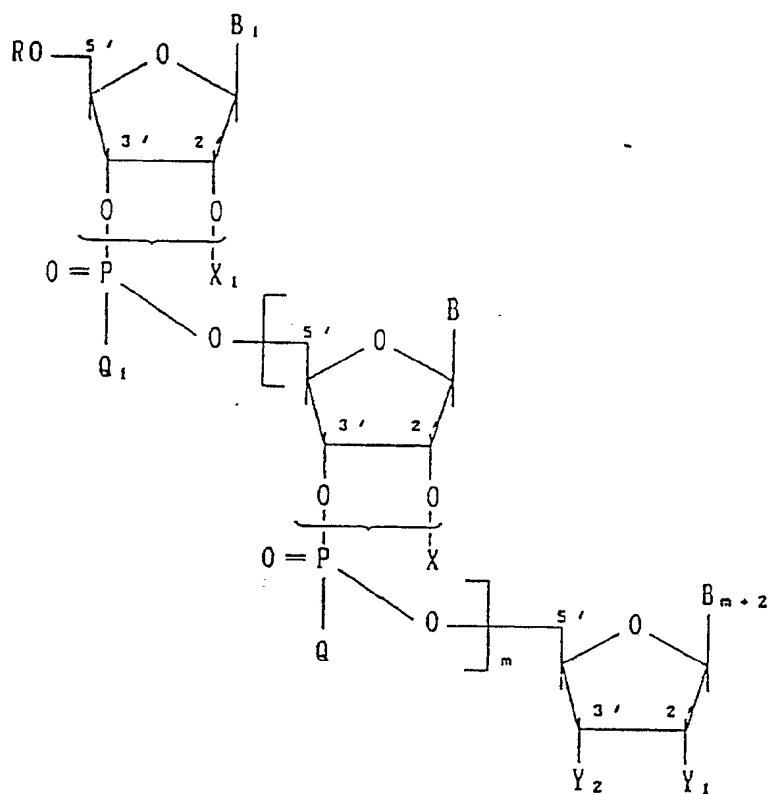 B₁
RO 5′ O
3′ 2′
O O
O=P X₁
Q₁ O 5′ O B
3′ 2′
O O
O=P X
Q O m 5′ O Bₘ₊₂
3′ 2′
Y₂ Y₁